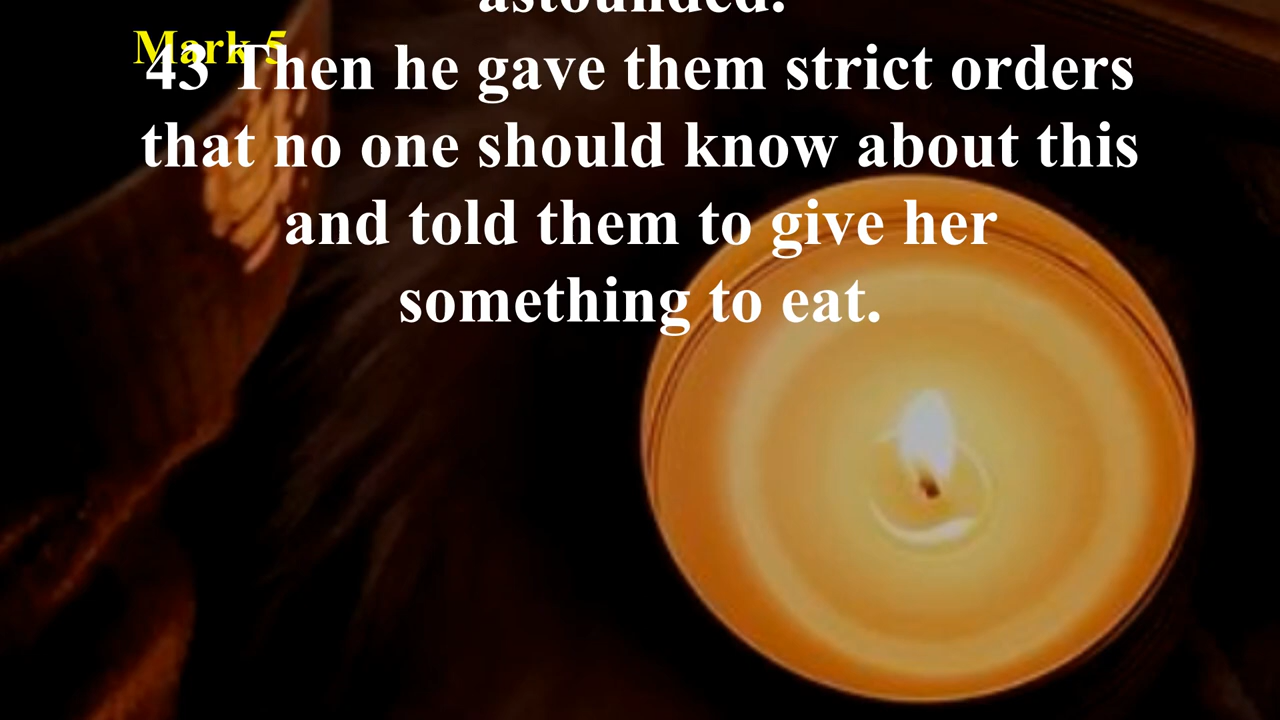 astounded.
Mark 5
43 Then he gave them strict orders
that no one should know about this
and told them to give her
something to eat.